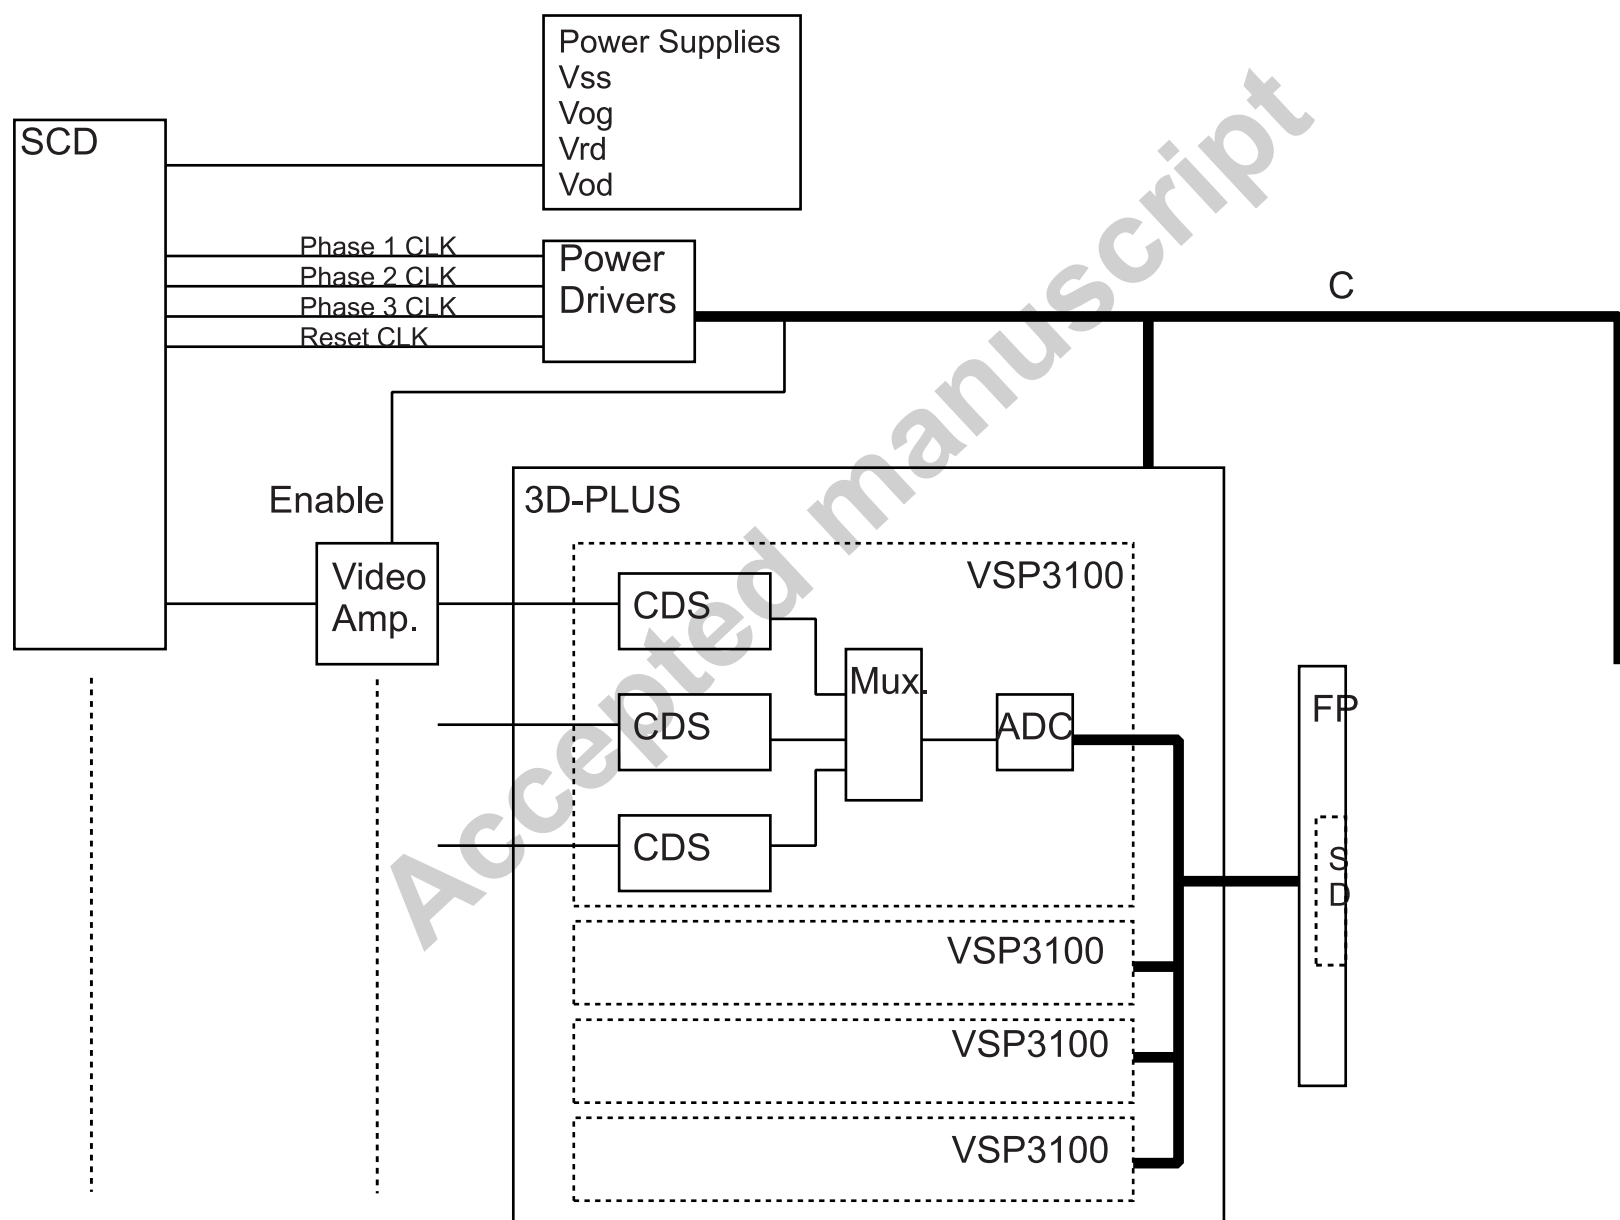 Power Supplies
Vss
Vog
Vrd
Vod
SCD
Phase 1 CLK
Phase 2 CLK
Phase 3 CLK
Reset CLK
Power
Drivers
C
Enable
3D-PLUS
Video
Amp.
VSP3100
CDS
Mux.
CDS
ADC
CDS
FP
S
D
VSP3100
VSP3100
VSP3100
Accepted manuscript